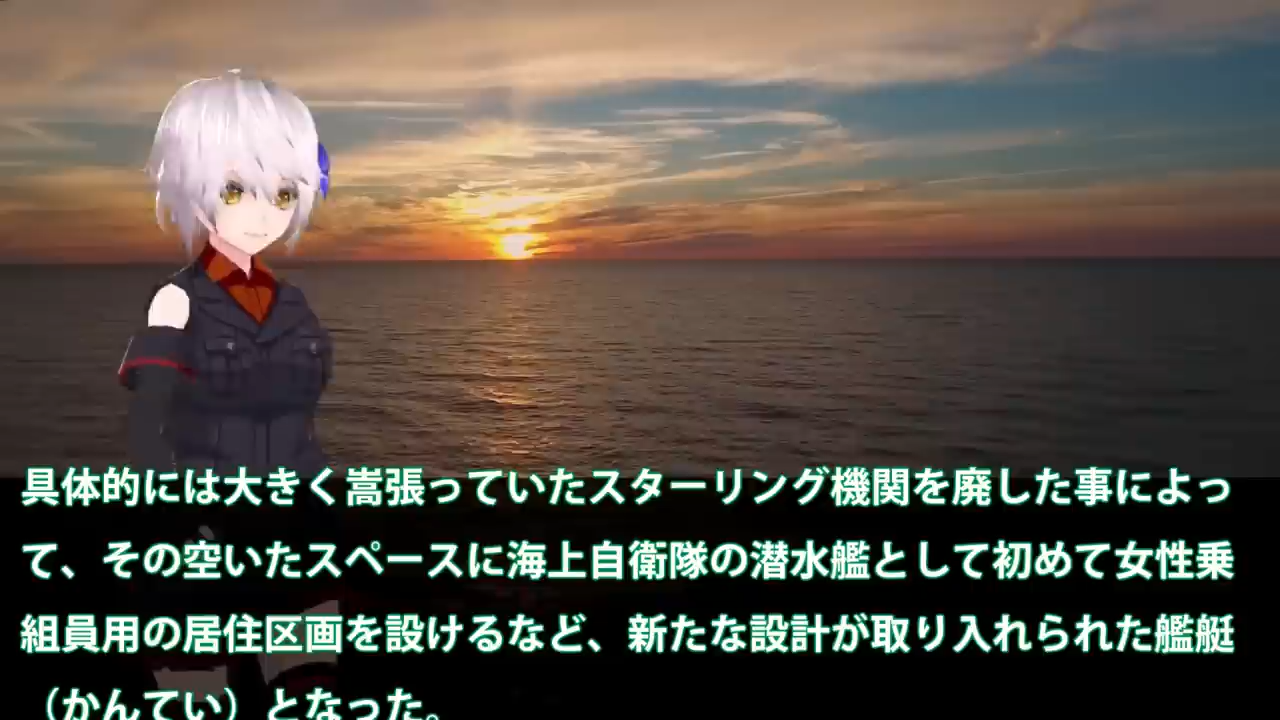 具体的には大きく嵩張っていたスターリング機関を廃した事によっ
て、その空いたスペースに海上自衛隊の潜水艦として初めて女性乗
組員用の居住区画を設けるなど、新たな設計が取り入れられた艦艇
（かんてい）となった。